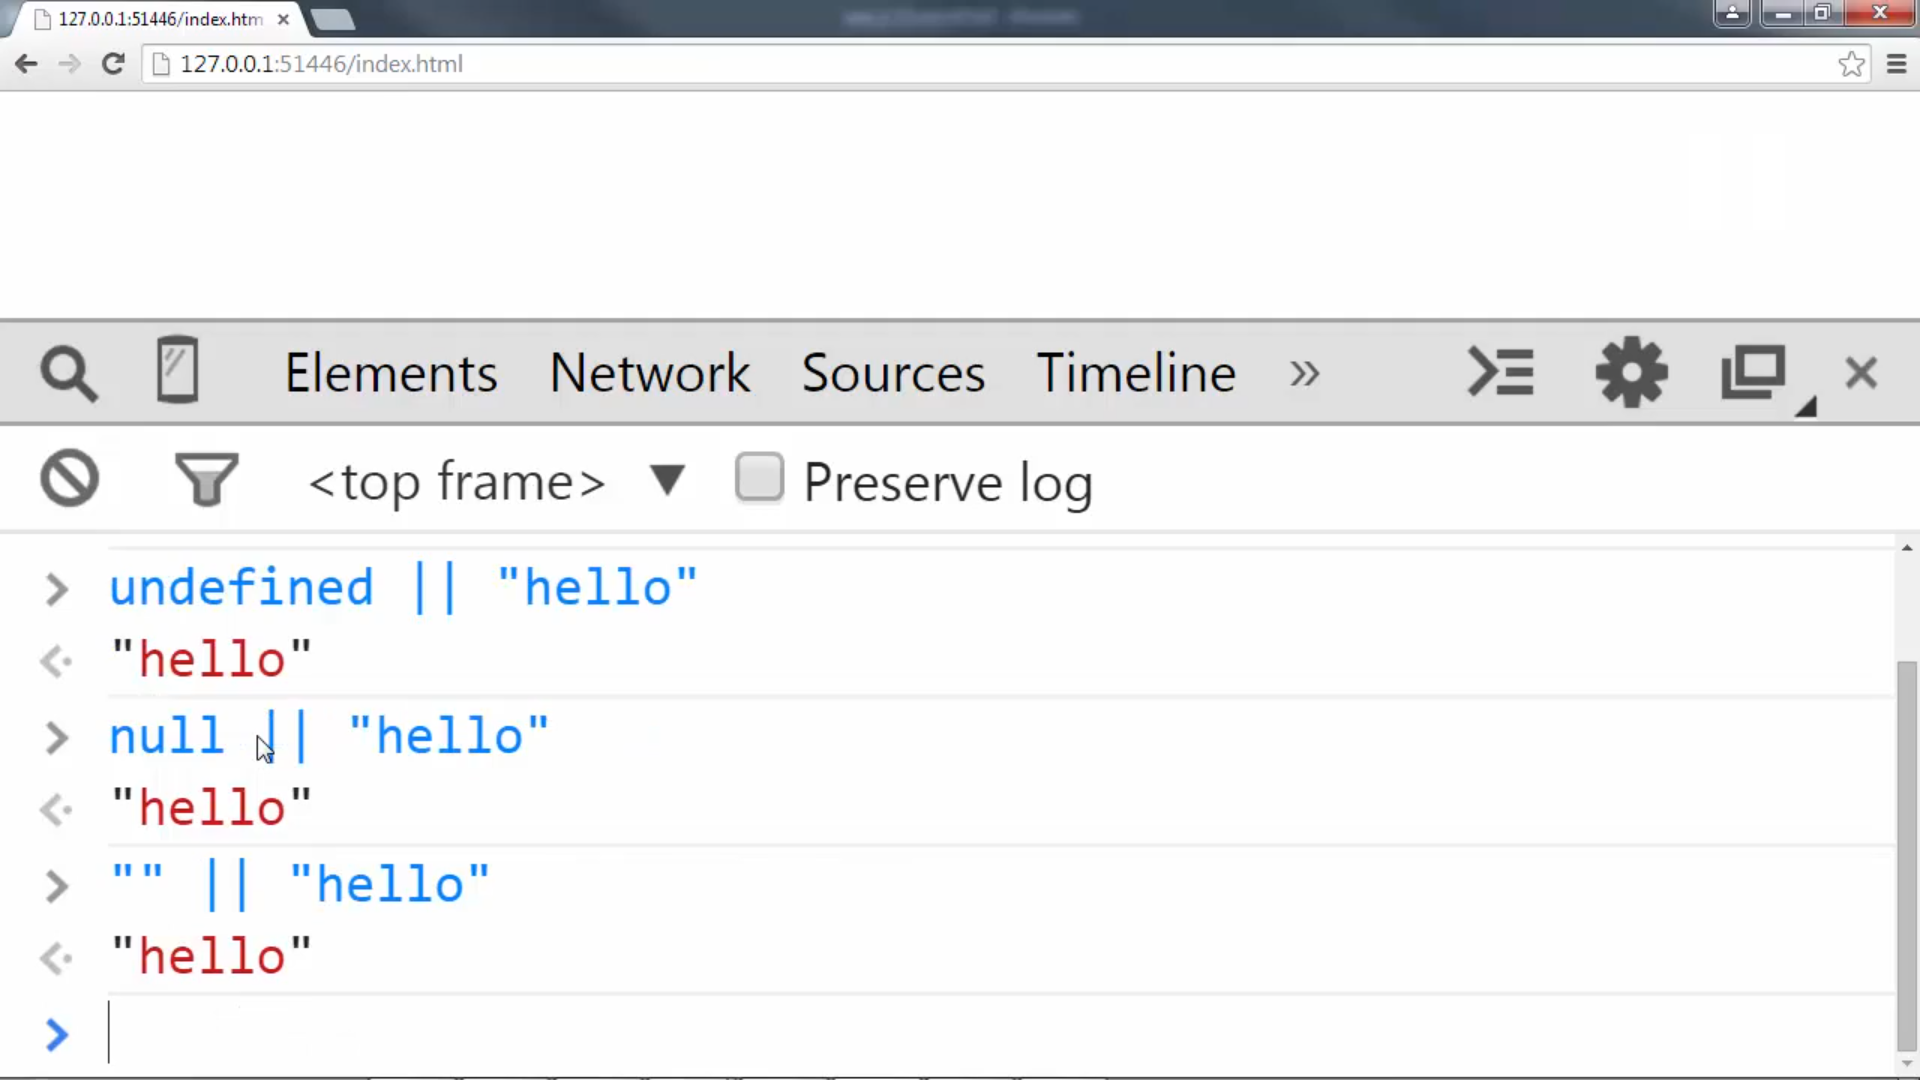 127.0.0.1:51446/index.htm
127.0.0.1:51446/index.html
Elements Network Sources Timeline »
<top frame> ▼ Preserve log
> undefined || "hello"
"hello"
> null || "hello"
"hello"
> "" || "hello"
"hello"
>